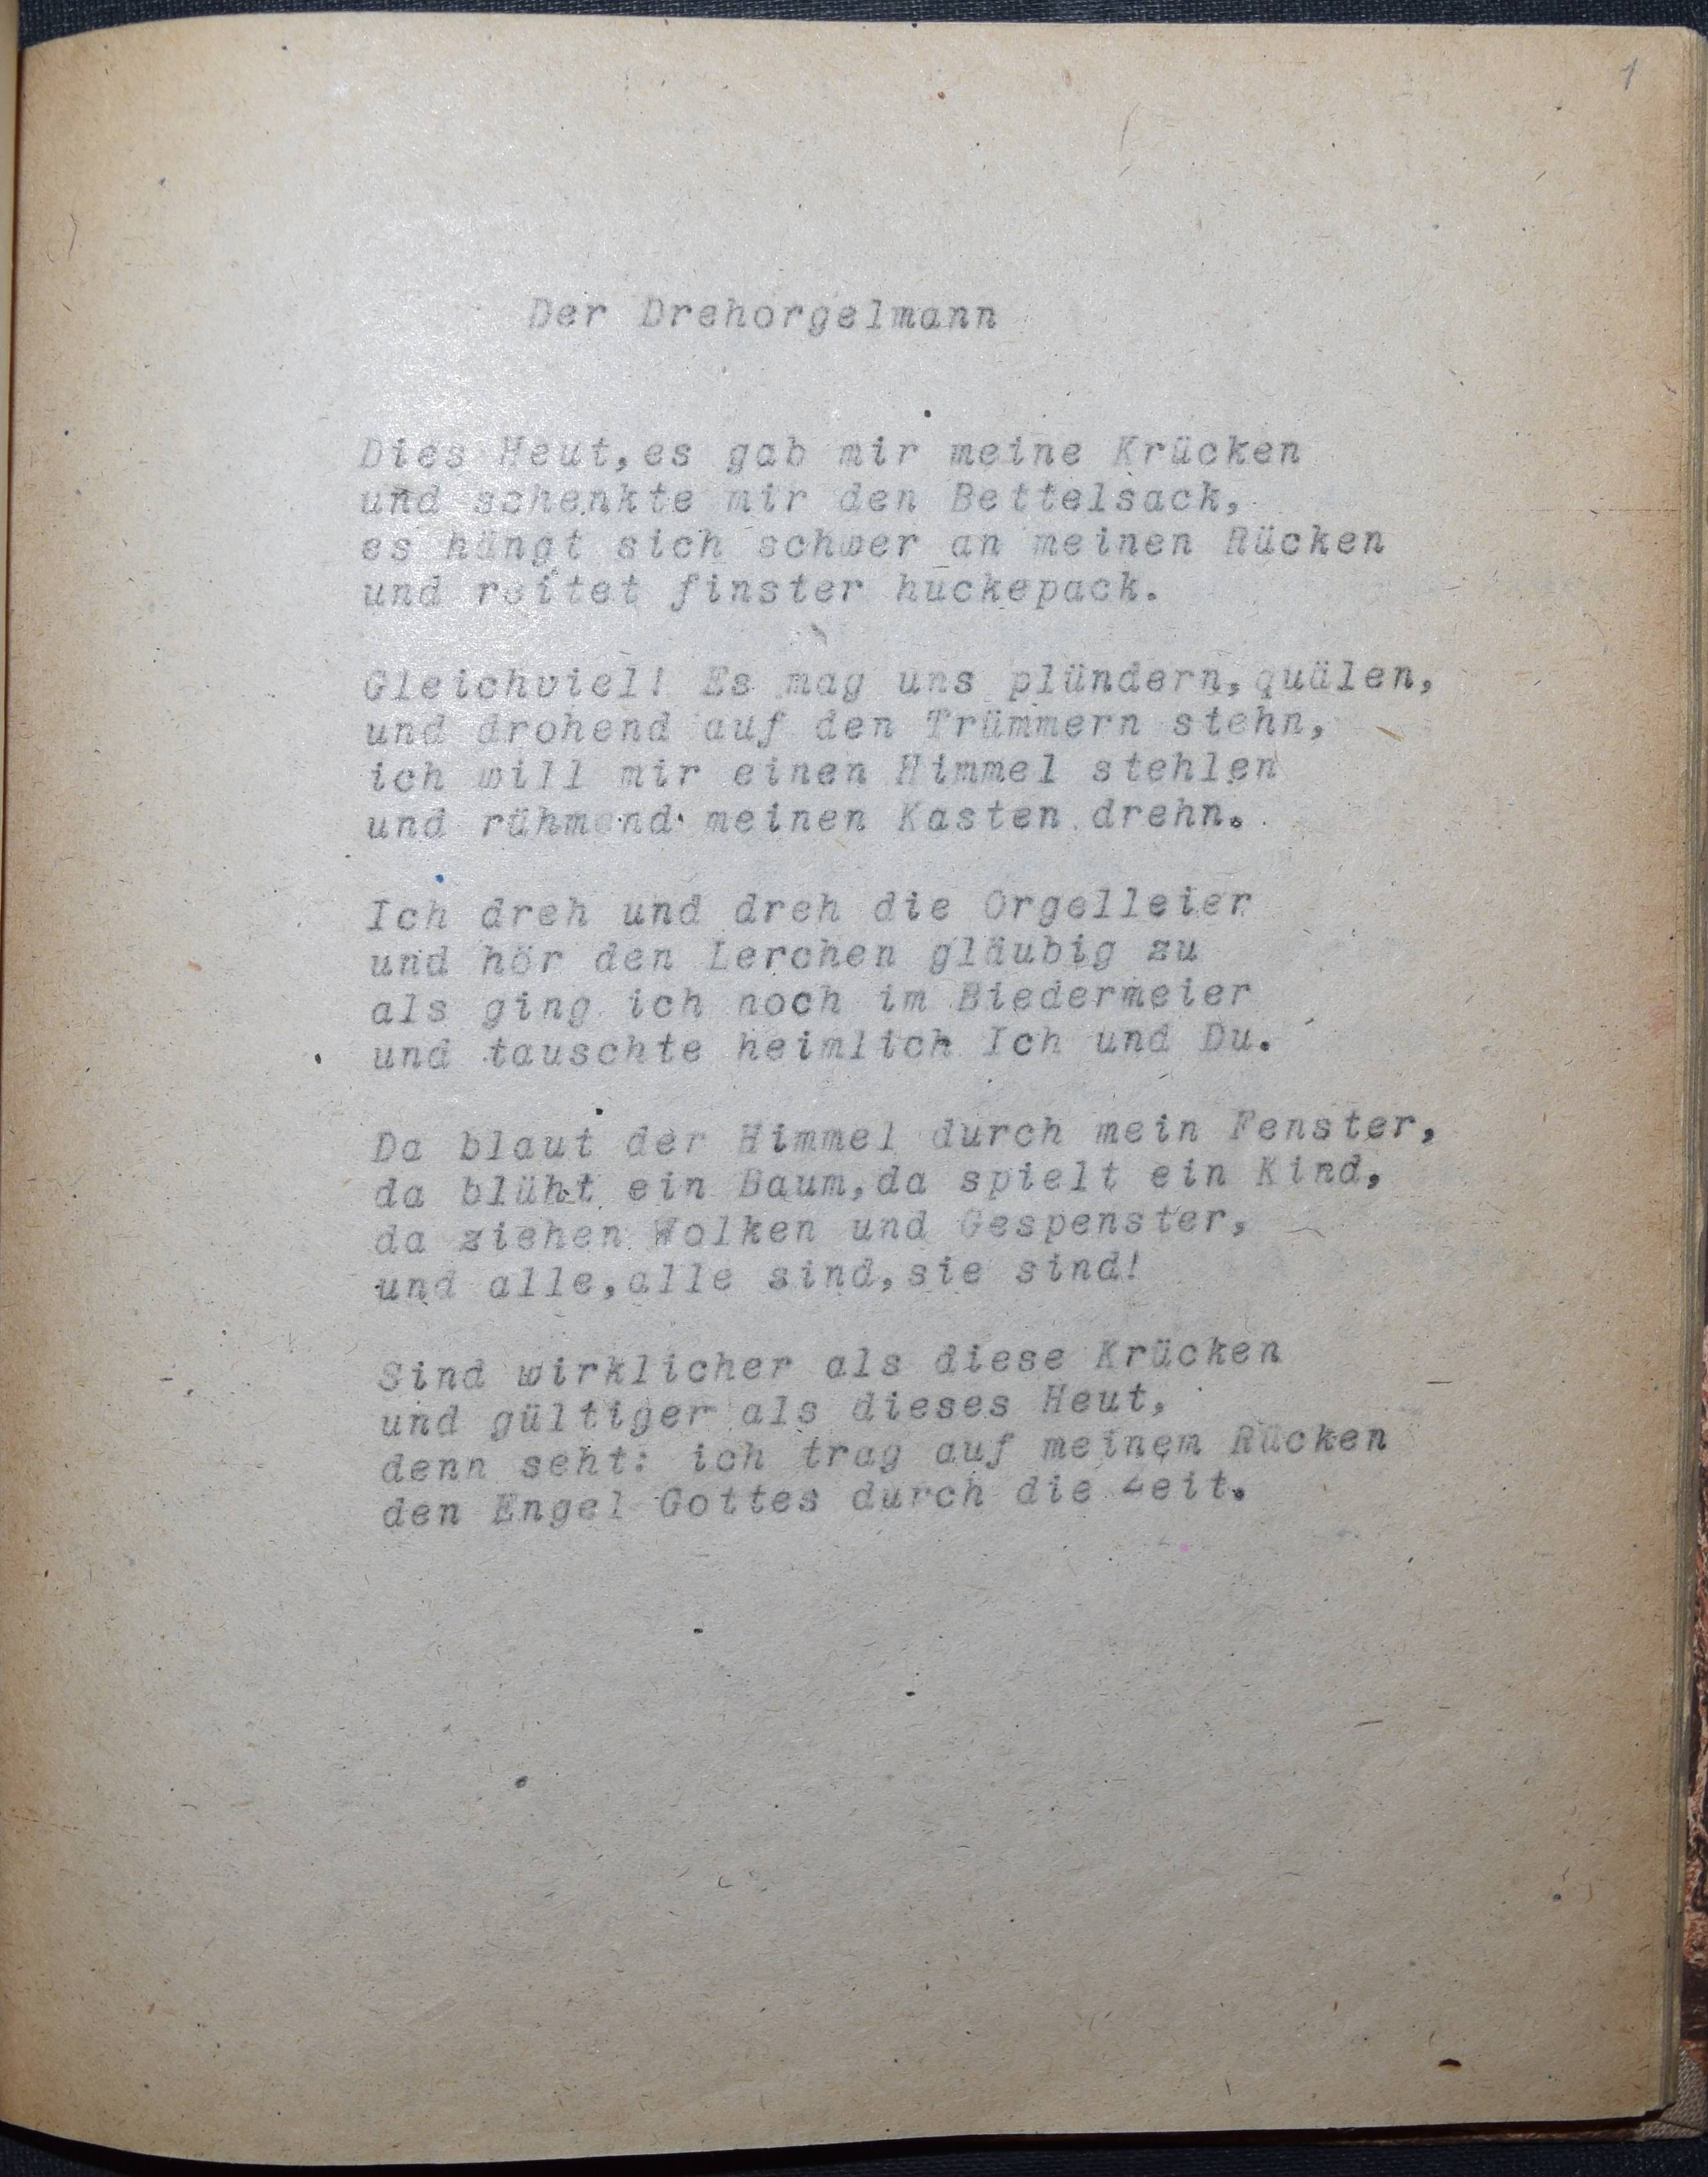 1
Der Drehorgelmann
Dies Heut,es gab mir meine Krücken
und schenkte mir den Bettelsack,
es hängt sich schwer an meinen Rücken
und reitet finster huckepack.
Gleichviel! Es mag uns plündern,quälen,
und drohend auf den Trümmern stehn,
ich will mir einen Himmel stehlen
und rühmend meinen Kasten drehn.
Ich dreh und dreh die Orgelleier
und hör den Lerchen gläubig zu
als ging ich noch im Biedermeier
und tauschte heimlich Ich und Du.
Da blaut der Himmel durch mein Fenster,
da blüht ein Baum,da spielt ein Kind,
da ziehen Wolken und Gespenster,
und alle,alle sind,sie sind!
Sind wirklicher als diese Krücken
und gültiger als dieses Heut,
denn seht: ich trag auf meinem Rücken
den Engel Gottes durch die Zeit.